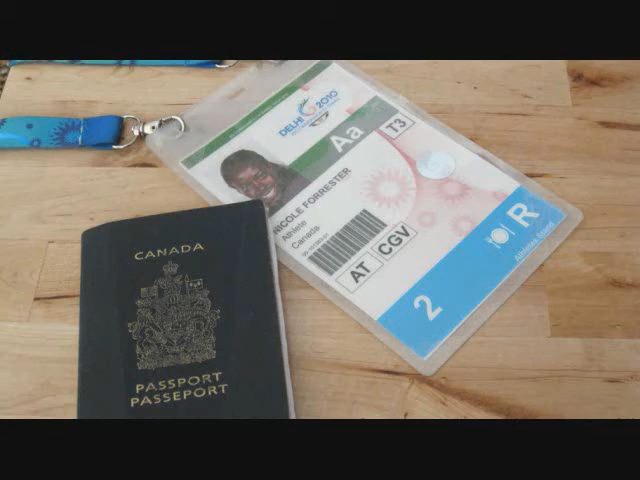 CANADA
PASSPORT
PASSEPORT
DELHI 2010
Aa
T3
NICOLE FORRESTER
Athlete
Canada
AT
CGV
2
R